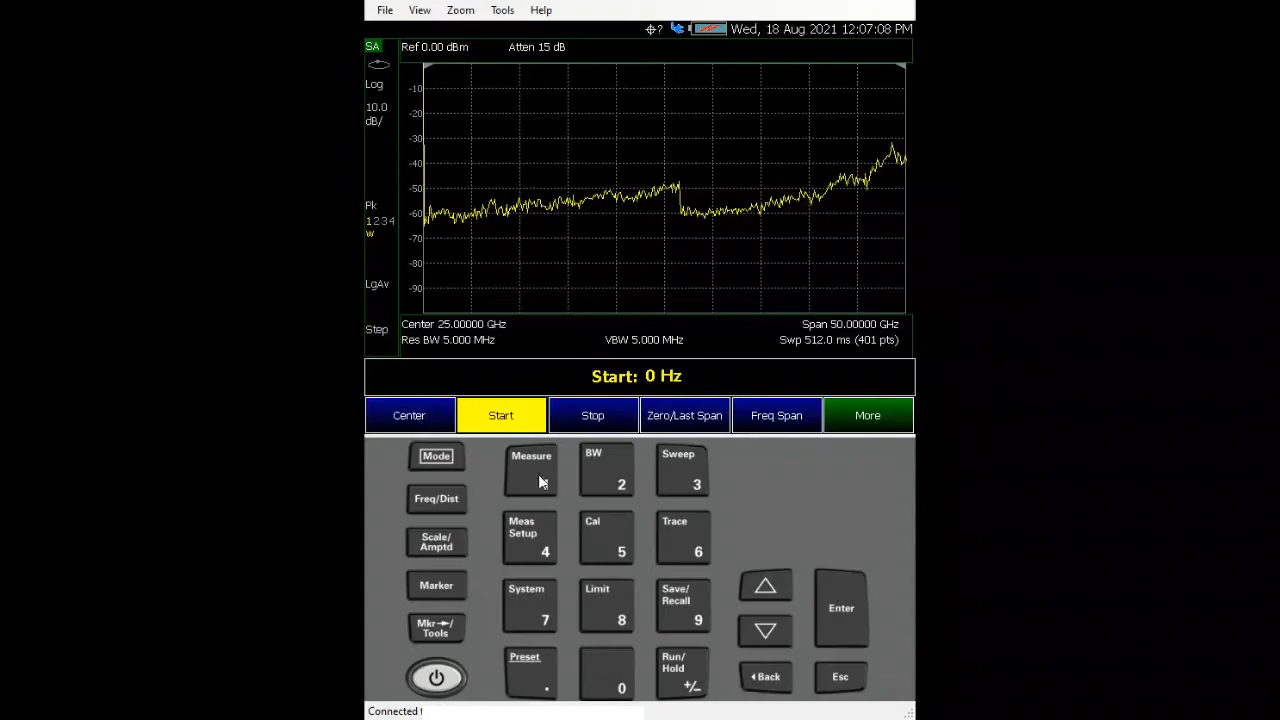 File View Zoom Tools Help
? Wed, 18 Aug 2021 12:07:08 PM
SA Ref 0.00 dBm Atten 15 dB
Log
10.0
dB/
-10
-20
-30
-40
-50
-60
-70
-80
-90
Pk
1234
w
LgAv
Step
Center 25.00000 GHz Span 50.00000 GHz
Res BW 5.000 MHz VBW 5.000 MHz Swp 512.0 ms (401 pts)
Start: 0 Hz
Center Start Stop Zero/Last Span Freq Span More
Mode
Freq/Dist
Scale/
Amptd
Marker
Mkr→/
Tools
Measure
BW
2
Sweep
3
Meas
Setup
4
Cal
5
Trace
6
System
7
Limit
8
Save/
Recall
9
Preset
.
0
Run/
Hold
+/-
Enter
Back
Esc
Connected